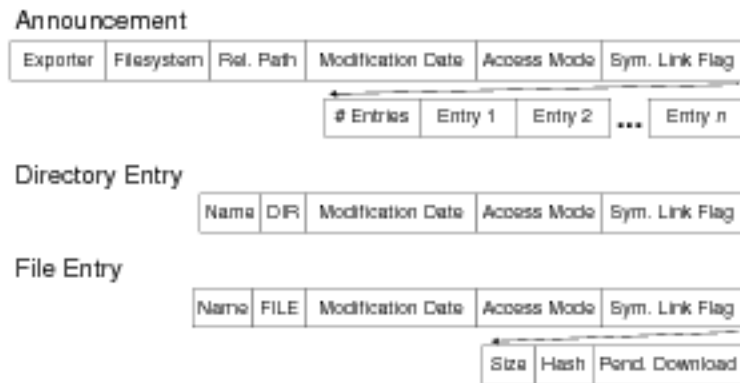 Announcement
Exporter Filesystem Rel. Path Modification Date Access Mode Sym. Link Flag
# Entries Entry 1 Entry 2 ... Entry n
Directory Entry
Name DIR Modification Date Access Mode Sym. Link Flag
File Entry
Name FILE Modification Date Access Mode Sym. Link Flag
Size Hash Pend. Download